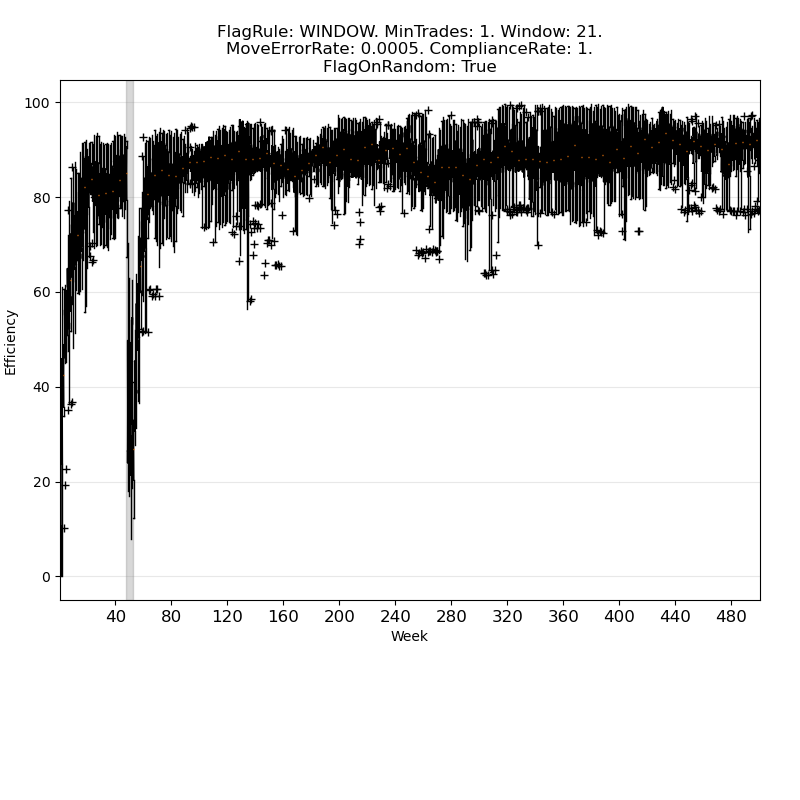 FlagRule: WINDOW. MinTrades: 1. Window: 21.
MoveErrorRate: 0.0005. ComplianceRate: 1.
FlagOnRandom: True
100
80
60
40
20
0
Efficiency
40 80 120 160 200 240 280 320 360 400 440 480
Week